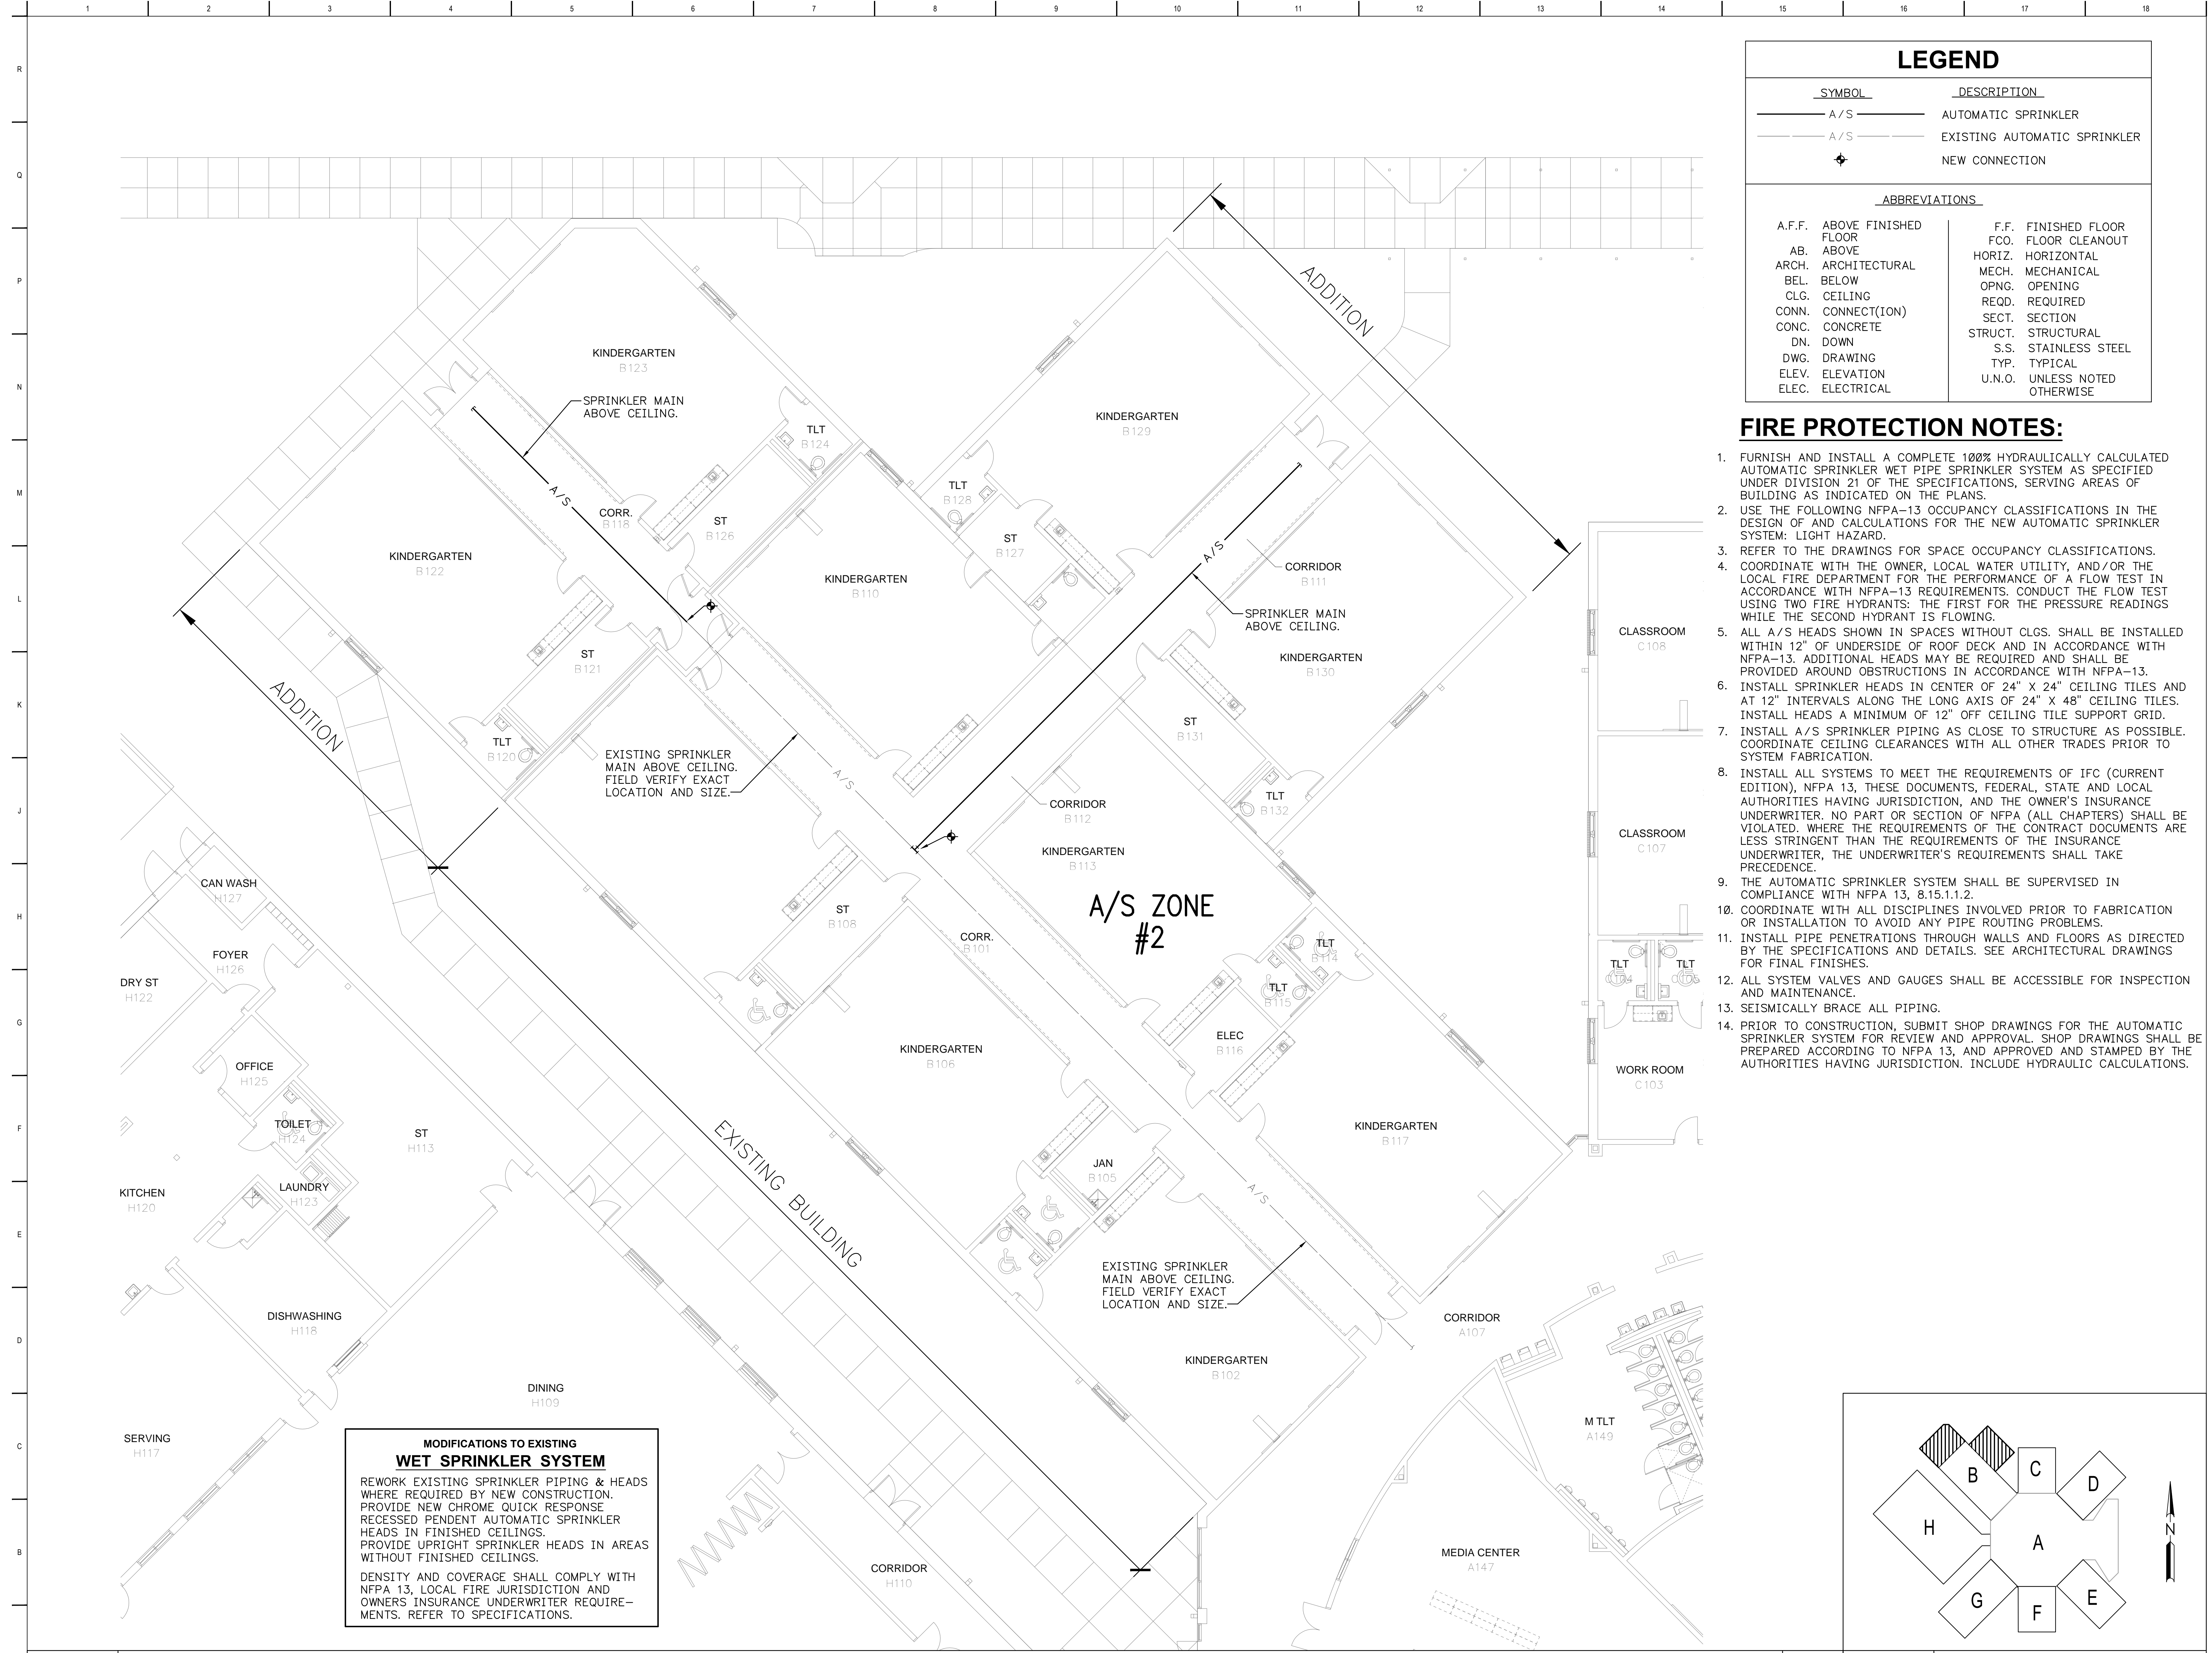 1 2 3 4 5 6 7 8 9 10 11 12 13 14 15 16 17 18
R
Q
P
N
M
L
K
J
H
G
F
E
D
C
B
LEGEND
SYMBOL DESCRIPTION
A/S AUTOMATIC SPRINKLER
A/S EXISTING AUTOMATIC SPRINKLER
NEW CONNECTION
ABBREVIATIONS
A.F.F. ABOVE FINISHED
FLOOR
AB. ABOVE
ARCH. ARCHITECTURAL
BEL. BELOW
CLG. CEILING
CONN. CONNECT(ION)
CONC. CONCRETE
DN. DOWN
DWG. DRAWING
ELEV. ELEVATION
ELEC. ELECTRICAL
F.F. FINISHED FLOOR
FCO. FLOOR CLEANOUT
HORIZ. HORIZONTAL
MECH. MECHANICAL
OPNG. OPENING
REQD. REQUIRED
SECT. SECTION
STRUCT. STRUCTURAL
S.S. STAINLESS STEEL
TYP. TYPICAL
U.N.O. UNLESS NOTED
OTHERWISE
FIRE PROTECTION NOTES:
1. FURNISH AND INSTALL A COMPLETE 100% HYDRAULICALLY CALCULATED
AUTOMATIC SPRINKLER WET PIPE SPRINKLER SYSTEM AS SPECIFIED
UNDER DIVISION 21 OF THE SPECIFICATIONS, SERVING AREAS OF
BUILDING AS INDICATED ON THE PLANS.
2. USE THE FOLLOWING NFPA-13 OCCUPANCY CLASSIFICATIONS IN THE
DESIGN OF AND CALCULATIONS FOR THE NEW AUTOMATIC SPRINKLER
SYSTEM: LIGHT HAZARD.
3. REFER TO THE DRAWINGS FOR SPACE OCCUPANCY CLASSIFICATIONS.
4. COORDINATE WITH THE OWNER, LOCAL WATER UTILITY, AND/OR THE
LOCAL FIRE DEPARTMENT FOR THE PERFORMANCE OF A FLOW TEST IN
ACCORDANCE WITH NFPA-13 REQUIREMENTS. CONDUCT THE FLOW TEST
USING TWO FIRE HYDRANTS: THE FIRST FOR THE PRESSURE READINGS
WHILE THE SECOND HYDRANT IS FLOWING.
5. ALL A/S HEADS SHOWN IN SPACES WITHOUT CLGS. SHALL BE INSTALLED
WITHIN 12" OF UNDERSIDE OF ROOF DECK AND IN ACCORDANCE WITH
NFPA-13. ADDITIONAL HEADS MAY BE REQUIRED AND SHALL BE
PROVIDED AROUND OBSTRUCTIONS IN ACCORDANCE WITH NFPA-13.
6. INSTALL SPRINKLER HEADS IN CENTER OF 24" X 24" CEILING TILES AND
AT 12" INTERVALS ALONG THE LONG AXIS OF 24" X 48" CEILING TILES.
INSTALL HEADS A MINIMUM OF 12" OFF CEILING TILE SUPPORT GRID.
7. INSTALL A/S SPRINKLER PIPING AS CLOSE TO STRUCTURE AS POSSIBLE.
COORDINATE CEILING CLEARANCES WITH ALL OTHER TRADES PRIOR TO
SYSTEM FABRICATION.
8. INSTALL ALL SYSTEMS TO MEET THE REQUIREMENTS OF IFC (CURRENT
EDITION), NFPA 13, THESE DOCUMENTS, FEDERAL, STATE AND LOCAL
AUTHORITIES HAVING JURISDICTION, AND THE OWNER'S INSURANCE
UNDERWRITER. NO PART OR SECTION OF NFPA (ALL CHAPTERS) SHALL BE
VIOLATED. WHERE THE REQUIREMENTS OF THE CONTRACT DOCUMENTS ARE
LESS STRINGENT THAN THE REQUIREMENTS OF THE INSURANCE
UNDERWRITER, THE UNDERWRITER'S REQUIREMENTS SHALL TAKE
PRECEDENCE.
9. THE AUTOMATIC SPRINKLER SYSTEM SHALL BE SUPERVISED IN
COMPLIANCE WITH NFPA 13, 8.15.1.1.2.
10. COORDINATE WITH ALL DISCIPLINES INVOLVED PRIOR TO FABRICATION
OR INSTALLATION TO AVOID ANY PIPE ROUTING PROBLEMS.
11. INSTALL PIPE PENETRATIONS THROUGH WALLS AND FLOORS AS DIRECTED
BY THE SPECIFICATIONS AND DETAILS. SEE ARCHITECTURAL DRAWINGS
FOR FINAL FINISHES.
12. ALL SYSTEM VALVES AND GAUGES SHALL BE ACCESSIBLE FOR INSPECTION
AND MAINTENANCE.
13. SEISMICALLY BRACE ALL PIPING.
14. PRIOR TO CONSTRUCTION, SUBMIT SHOP DRAWINGS FOR THE AUTOMATIC
SPRINKLER SYSTEM FOR REVIEW AND APPROVAL. SHOP DRAWINGS SHALL BE
PREPARED ACCORDING TO NFPA 13, AND APPROVED AND STAMPED BY THE
AUTHORITIES HAVING JURISDICTION. INCLUDE HYDRAULIC CALCULATIONS.
ADDITION
KINDERGARTEN
B123
SPRINKLER MAIN
ABOVE CEILING.
TLT
B124
KINDERGARTEN
B129
TLT
B128
A/S
CORR.
B118
ST
B126
ST
B127
A/S
CORRIDOR
B111
KINDERGARTEN
B122
KINDERGARTEN
B110
SPRINKLER MAIN
ABOVE CEILING.
CLASSROOM
C108
ST
B121
KINDERGARTEN
B130
ADDITION
TLT
B120
ST
B131
EXISTING SPRINKLER
MAIN ABOVE CEILING.
FIELD VERIFY EXACT
LOCATION AND SIZE.
A/S
CORRIDOR
B112
TLT
B132
CLASSROOM
C107
KINDERGARTEN
B113
CAN WASH
H127
A/S ZONE
#2
ST
B108
CORR.
B101
TLT
B114
FOYER
H126
DRY ST
H122
TLT
B115
TLT
C104
TLT
C105
ELEC
B116
KINDERGARTEN
B106
OFFICE
H125
WORK ROOM
C103
TOILET
H124
ST
H113
EXISTING BUILDING
KINDERGARTEN
B117
JAN
B105
KITCHEN
H120
LAUNDRY
H123
A/S
EXISTING SPRINKLER
MAIN ABOVE CEILING.
FIELD VERIFY EXACT
LOCATION AND SIZE.
DISHWASHING
H118
CORRIDOR
A107
KINDERGARTEN
B102
DINING
H109
M TLT
A149
SERVING
H117
MEDIA CENTER
A147
CORRIDOR
H110
MODIFICATIONS TO EXISTING
WET SPRINKLER SYSTEM
REWORK EXISTING SPRINKLER PIPING & HEADS
WHERE REQUIRED BY NEW CONSTRUCTION.
PROVIDE NEW CHROME QUICK RESPONSE
RECESSED PENDENT AUTOMATIC SPRINKLER
HEADS IN FINISHED CEILINGS.
PROVIDE UPRIGHT SPRINKLER HEADS IN AREAS
WITHOUT FINISHED CEILINGS.
DENSITY AND COVERAGE SHALL COMPLY WITH
NFPA 13, LOCAL FIRE JURISDICTION AND
OWNERS INSURANCE UNDERWRITER REQUIRE-
MENTS. REFER TO SPECIFICATIONS.
B
C
D
H
A
G
F
E
N